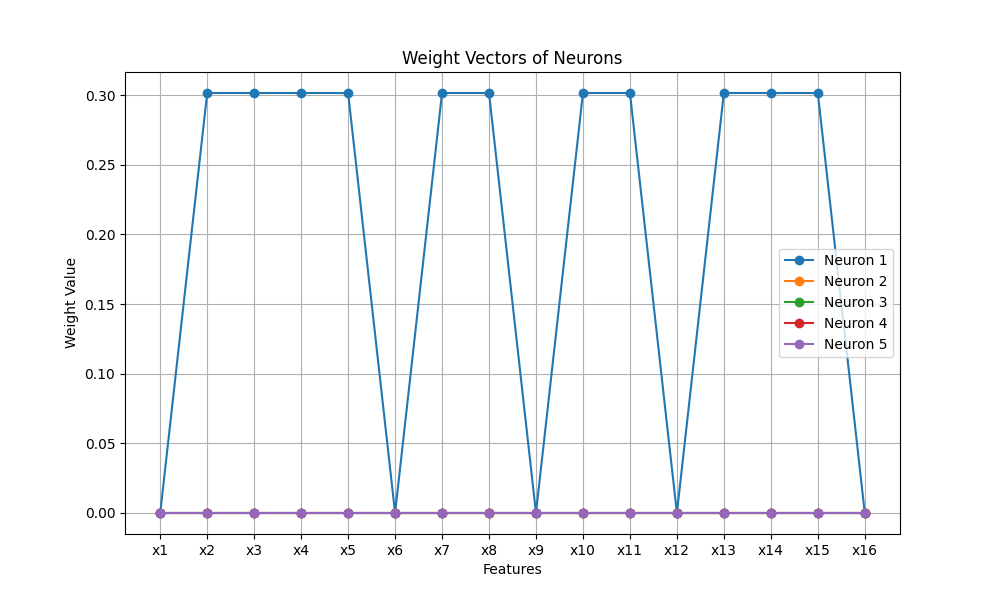 Weight Vectors of Neurons
Weight Value
0.30
0.25
0.20
0.15
0.10
0.05
0.00
Neuron 1
Neuron 2
Neuron 3
Neuron 4
Neuron 5
x1 x2 x3 x4 x5 x6 x7 x8 x9 x10 x11 x12 x13 x14 x15 x16
Features